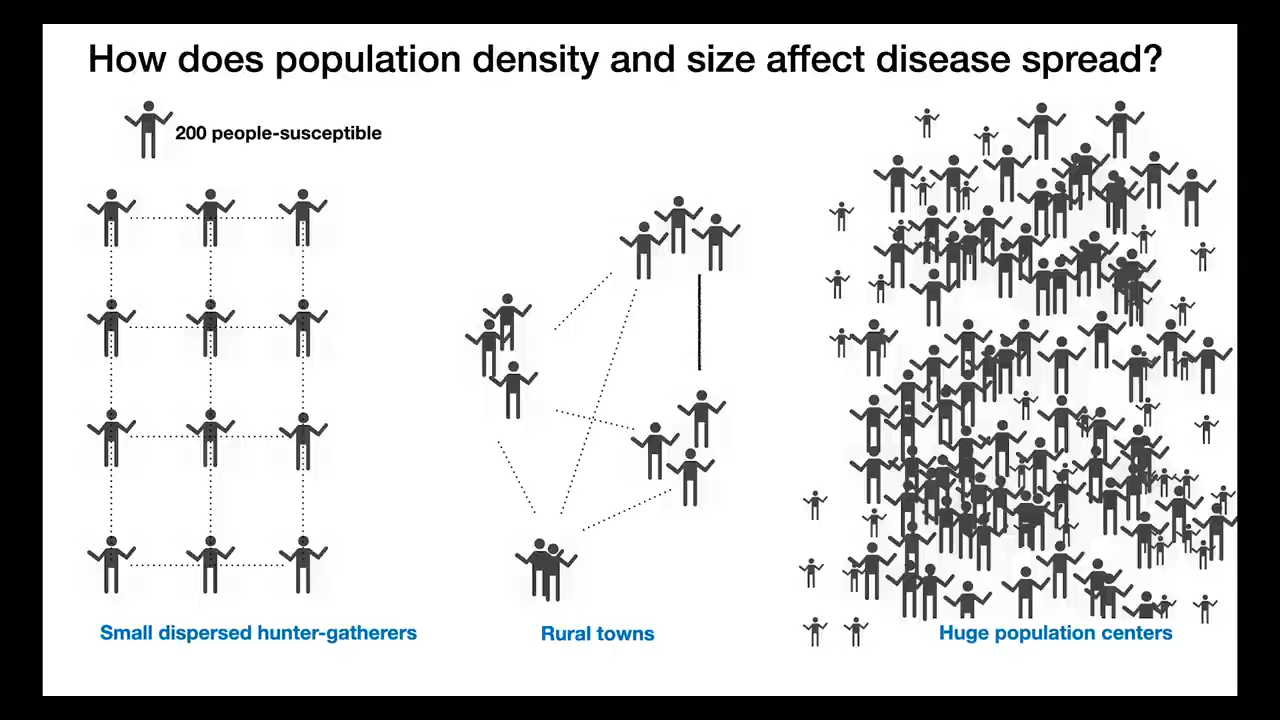 How does population density and size affect disease spread?
200 people-susceptible
Small dispersed hunter-gatherers
Rural towns
Huge population centers